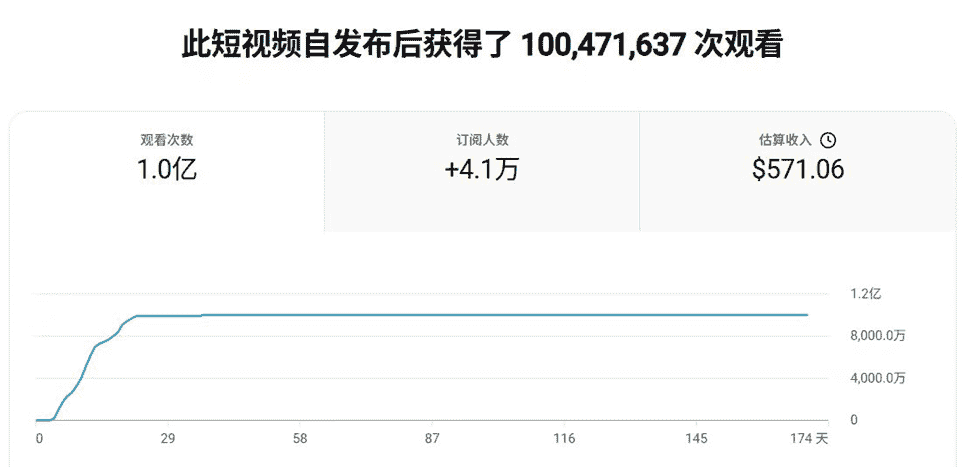 此短视频自发布后获得了 100,471,637 次观看
观看次数
1.0亿
订阅人数
+4.1万
估算收入
$571.06
1.2亿
8,000.0万
4,000.0万
0
0 29 58 87 116 145 174 天